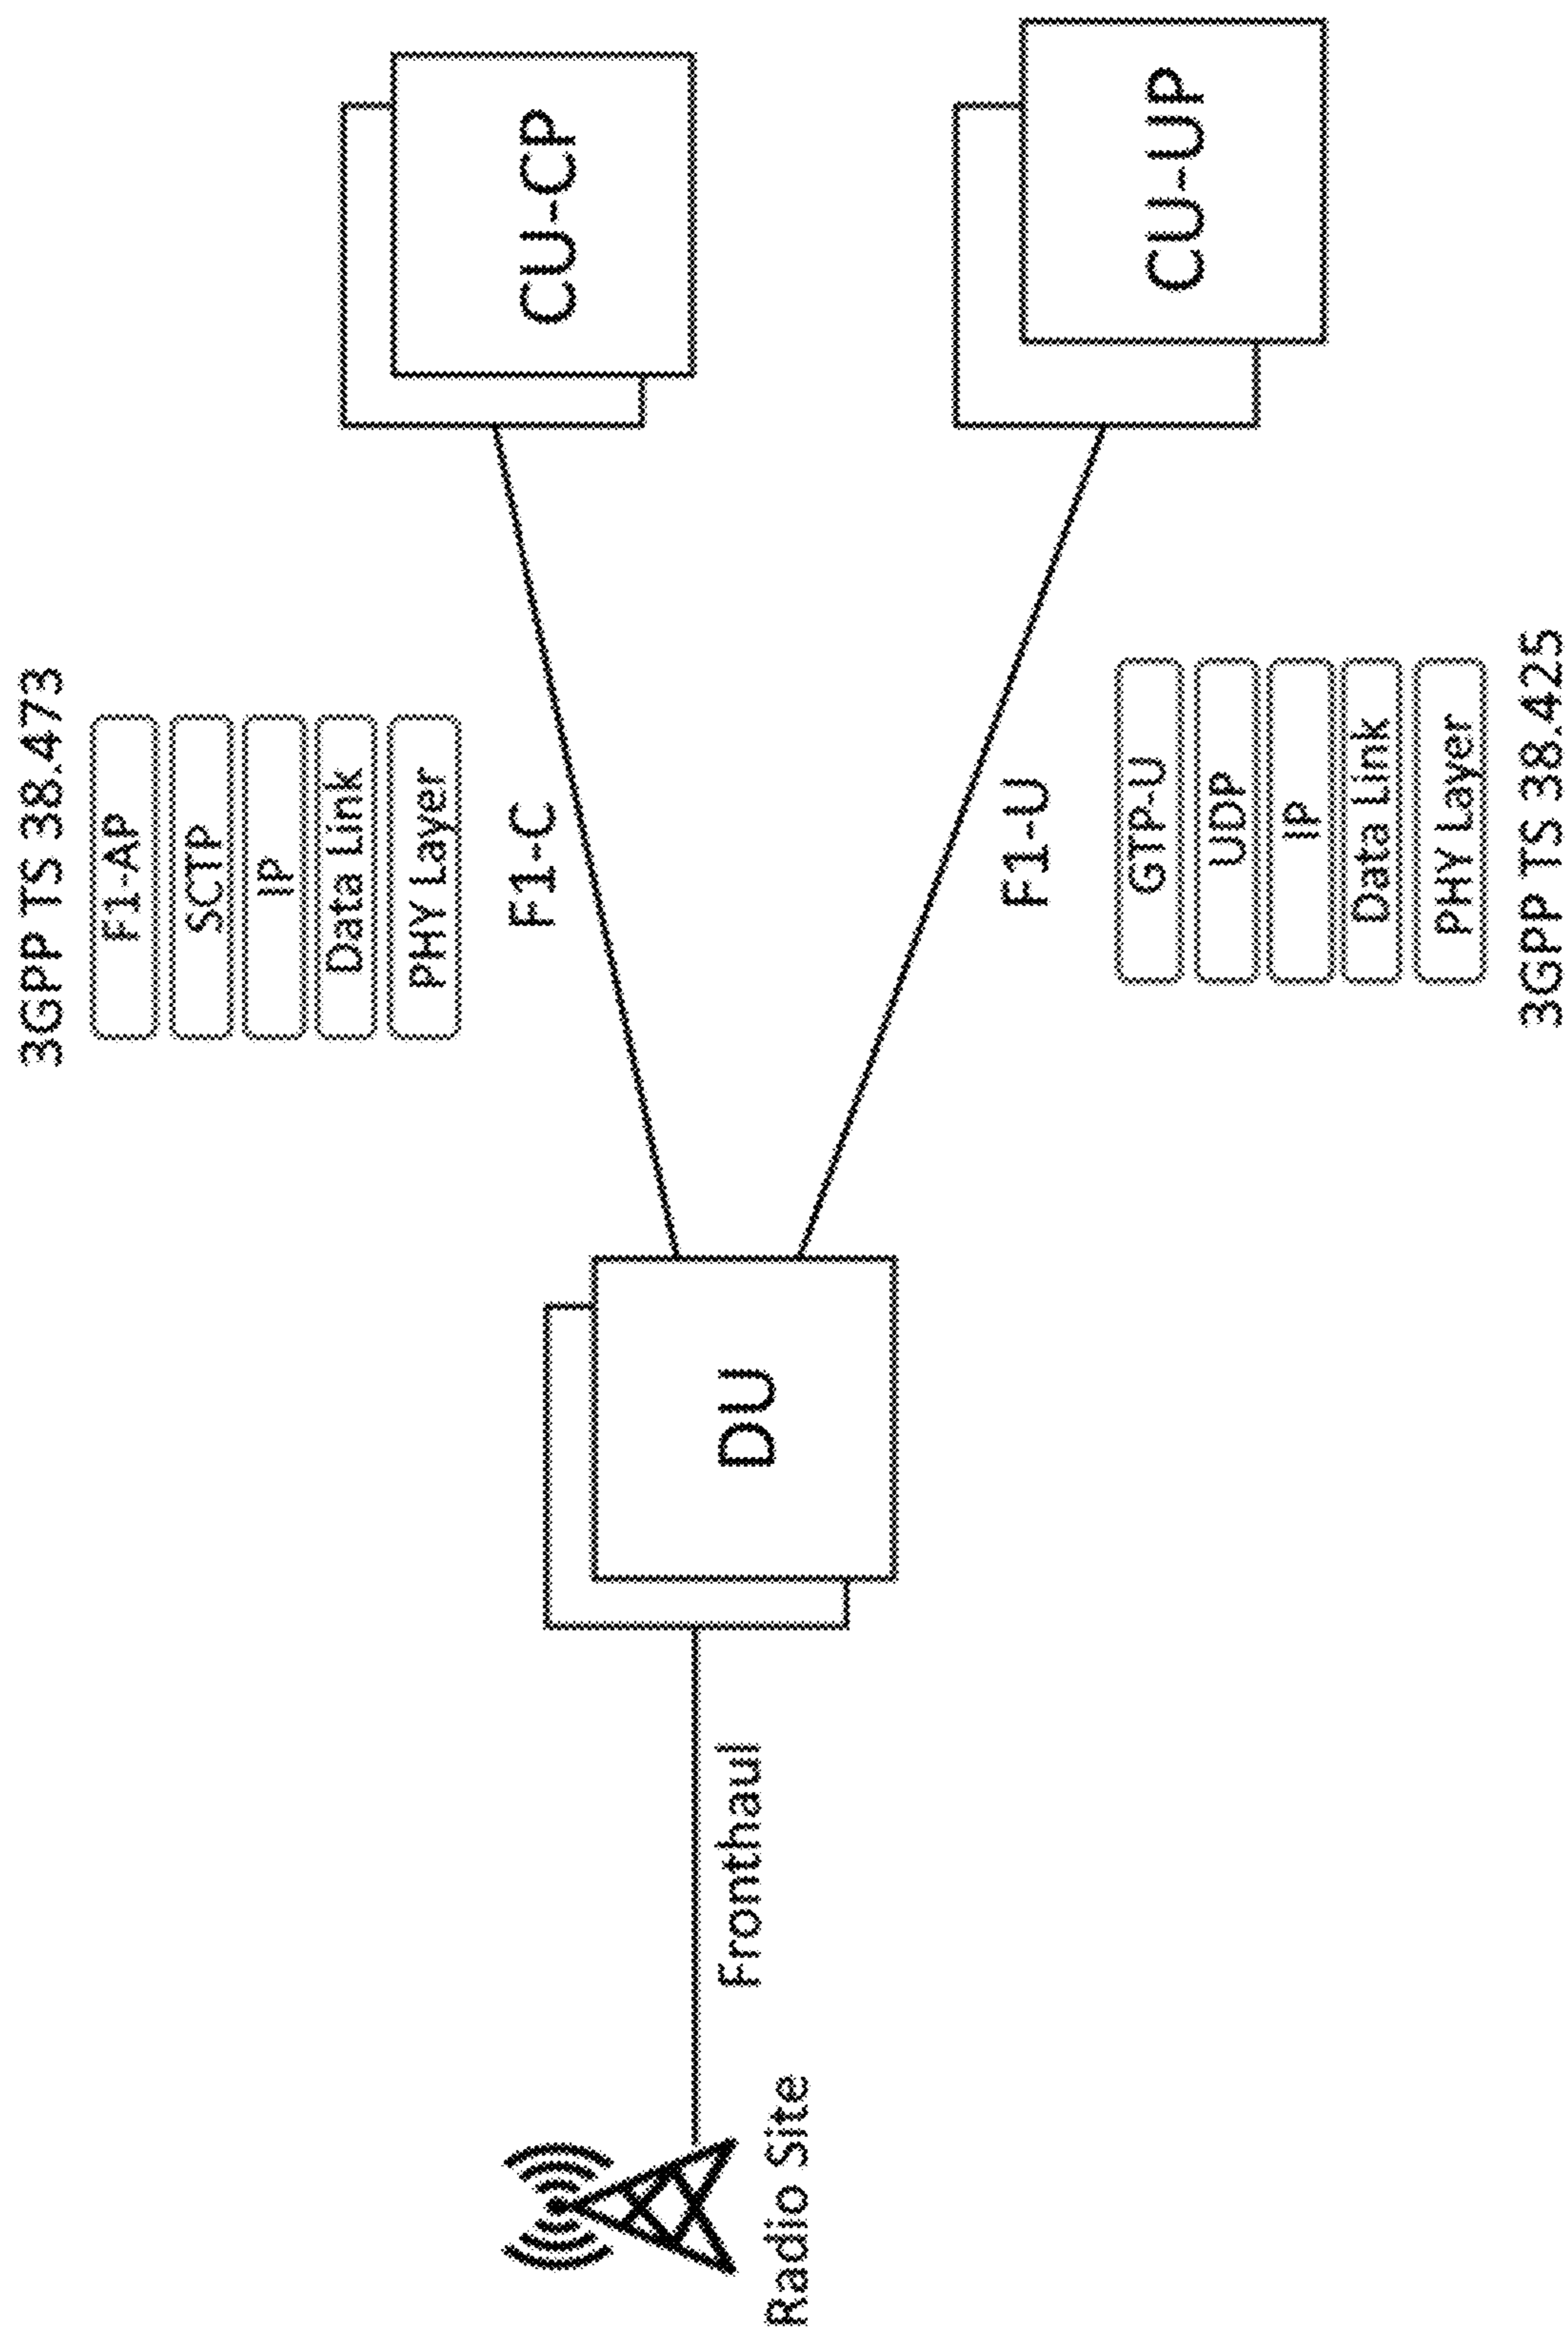 3GPP TS 38.473
F1-AP
SCTP
IP
Data Link
PHY Layer
F1-C
CU-CP
Radio Site
Fronthaul
DU
F1-U
CU-UP
GTP-U
UDP
IP
Data Link
PHY Layer
3GPP TS 38.425